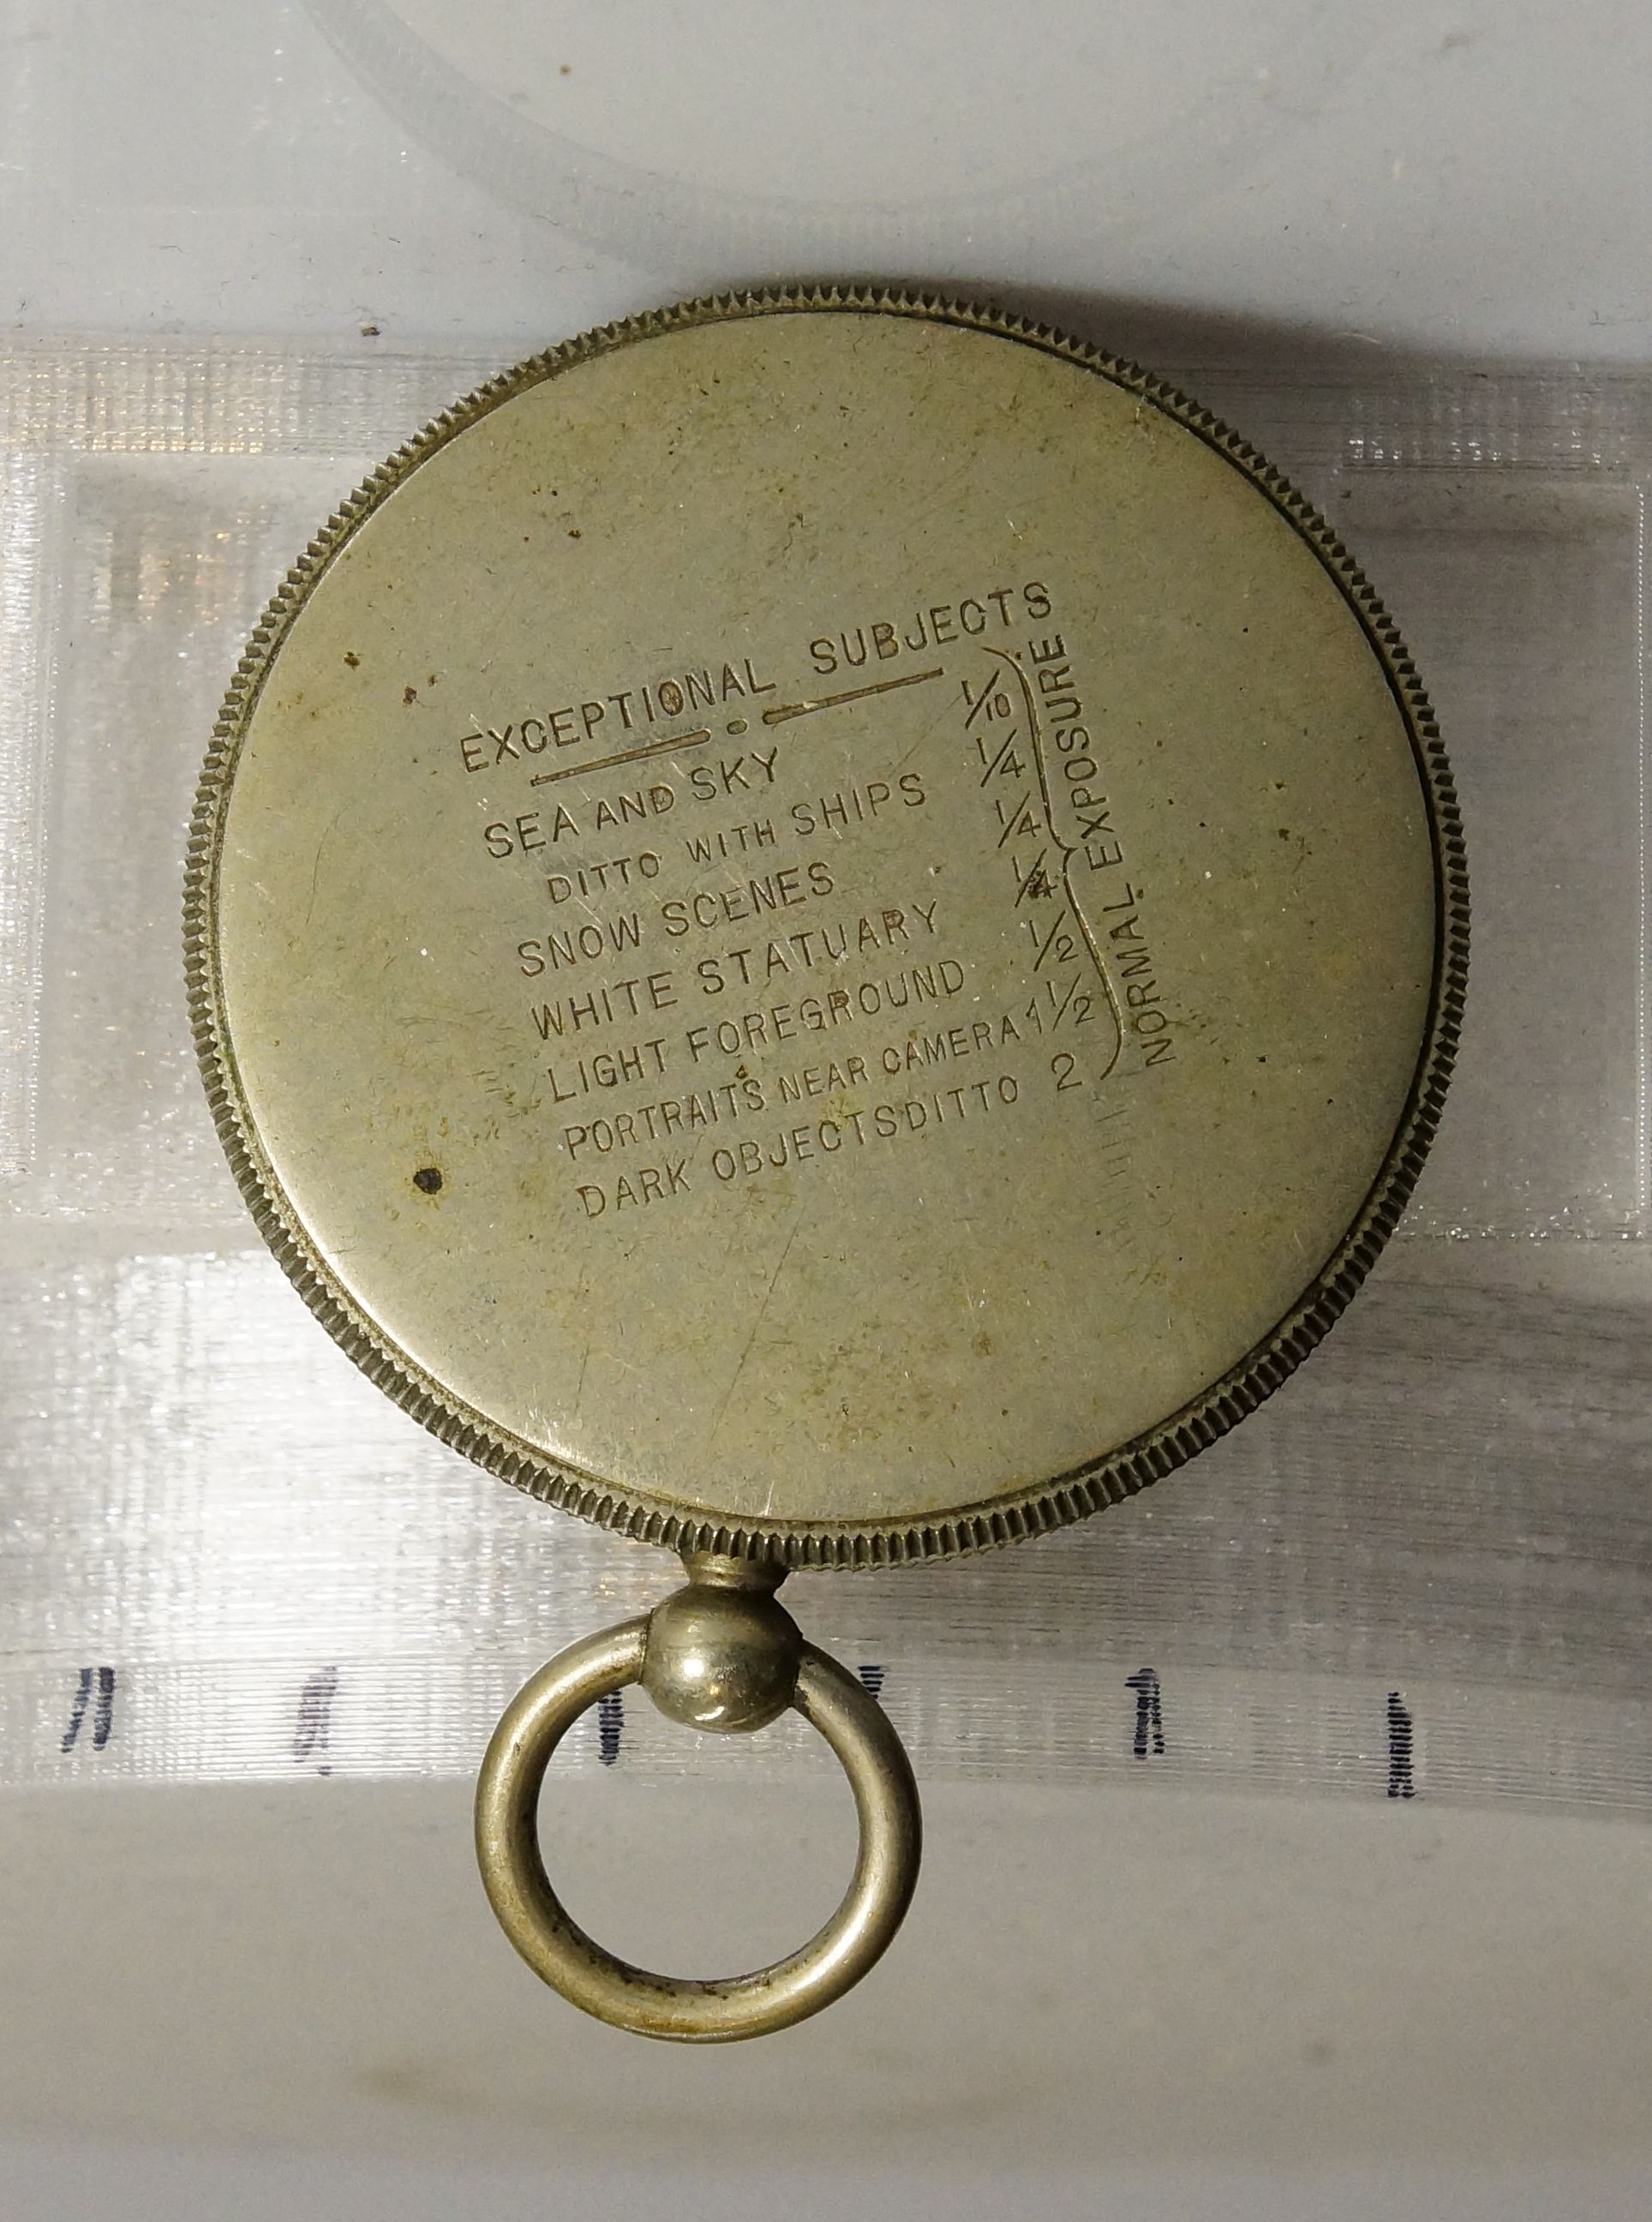 EXCEPTIONAL SUBJECTS
SEA AND SKY 1/10
DITTO WITH SHIPS 1/4
SNOW SCENES 1/4
WHITE STATUARY 1/4
LIGHT FOREGROUND 1/2
PORTRAITS NEAR CAMERA 1 1/2
DARK OBJECTS DITTO 2
NORMAL EXPOSURE